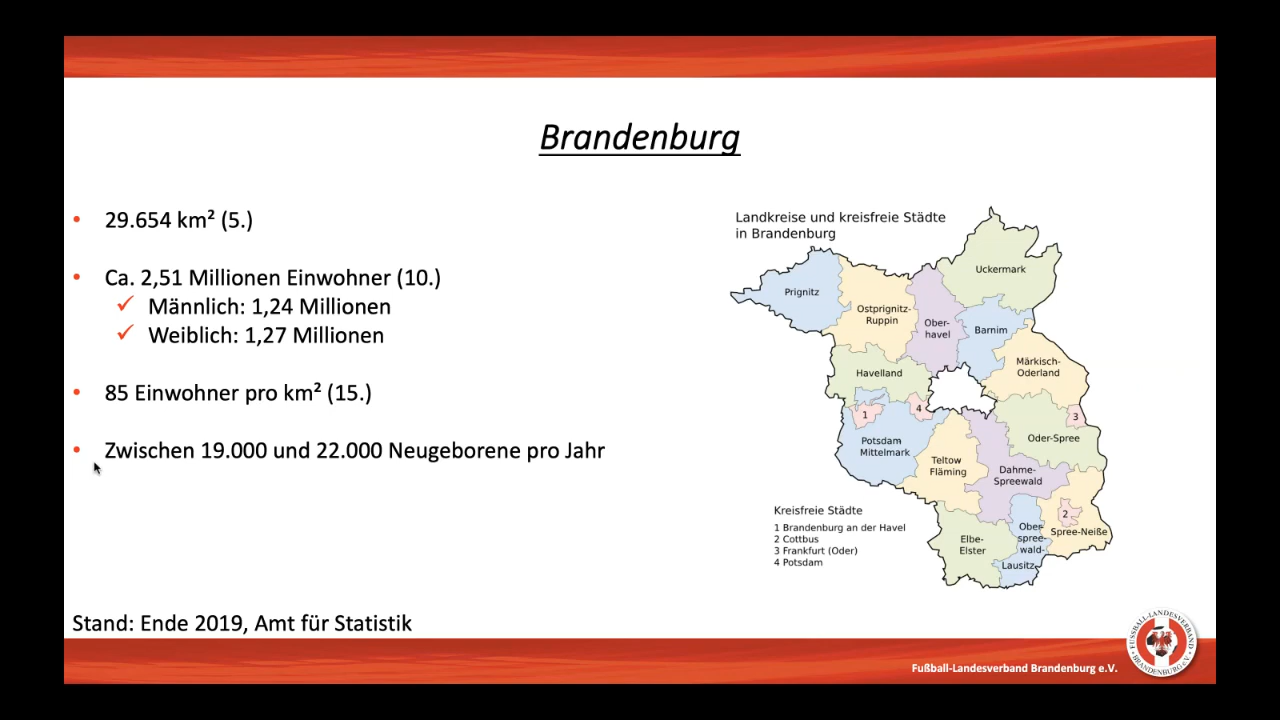 Brandenburg
• 29.654 km² (5.)
• Ca. 2,51 Millionen Einwohner (10.)
✓ Männlich: 1,24 Millionen
✓ Weiblich: 1,27 Millionen
• 85 Einwohner pro km² (15.)
• Zwischen 19.000 und 22.000 Neugeborene pro Jahr
Stand: Ende 2019, Amt für Statistik
Landkreise und kreisfreie Städte
in Brandenburg
Uckermark
Prignitz
Ostprignitz-
Ruppin
Ober-
havel
Barnim
Märkisch-
Oderland
Havelland
1
4
3
Potsdam
Mittelmark
Oder-Spree
Teltow
Fläming
Dahme-
Spreewald
2
Ober-
spree-
wald-
Lausitz
Spree-Neiße
Elbe-
Elster
Kreisfreie Städte
1 Brandenburg an der Havel
2 Cottbus
3 Frankfurt (Oder)
4 Potsdam
Fußball-Landesverband Brandenburg e.V.
FUSSBALL-LANDESVERBAND
BRANDENBURG e.V.